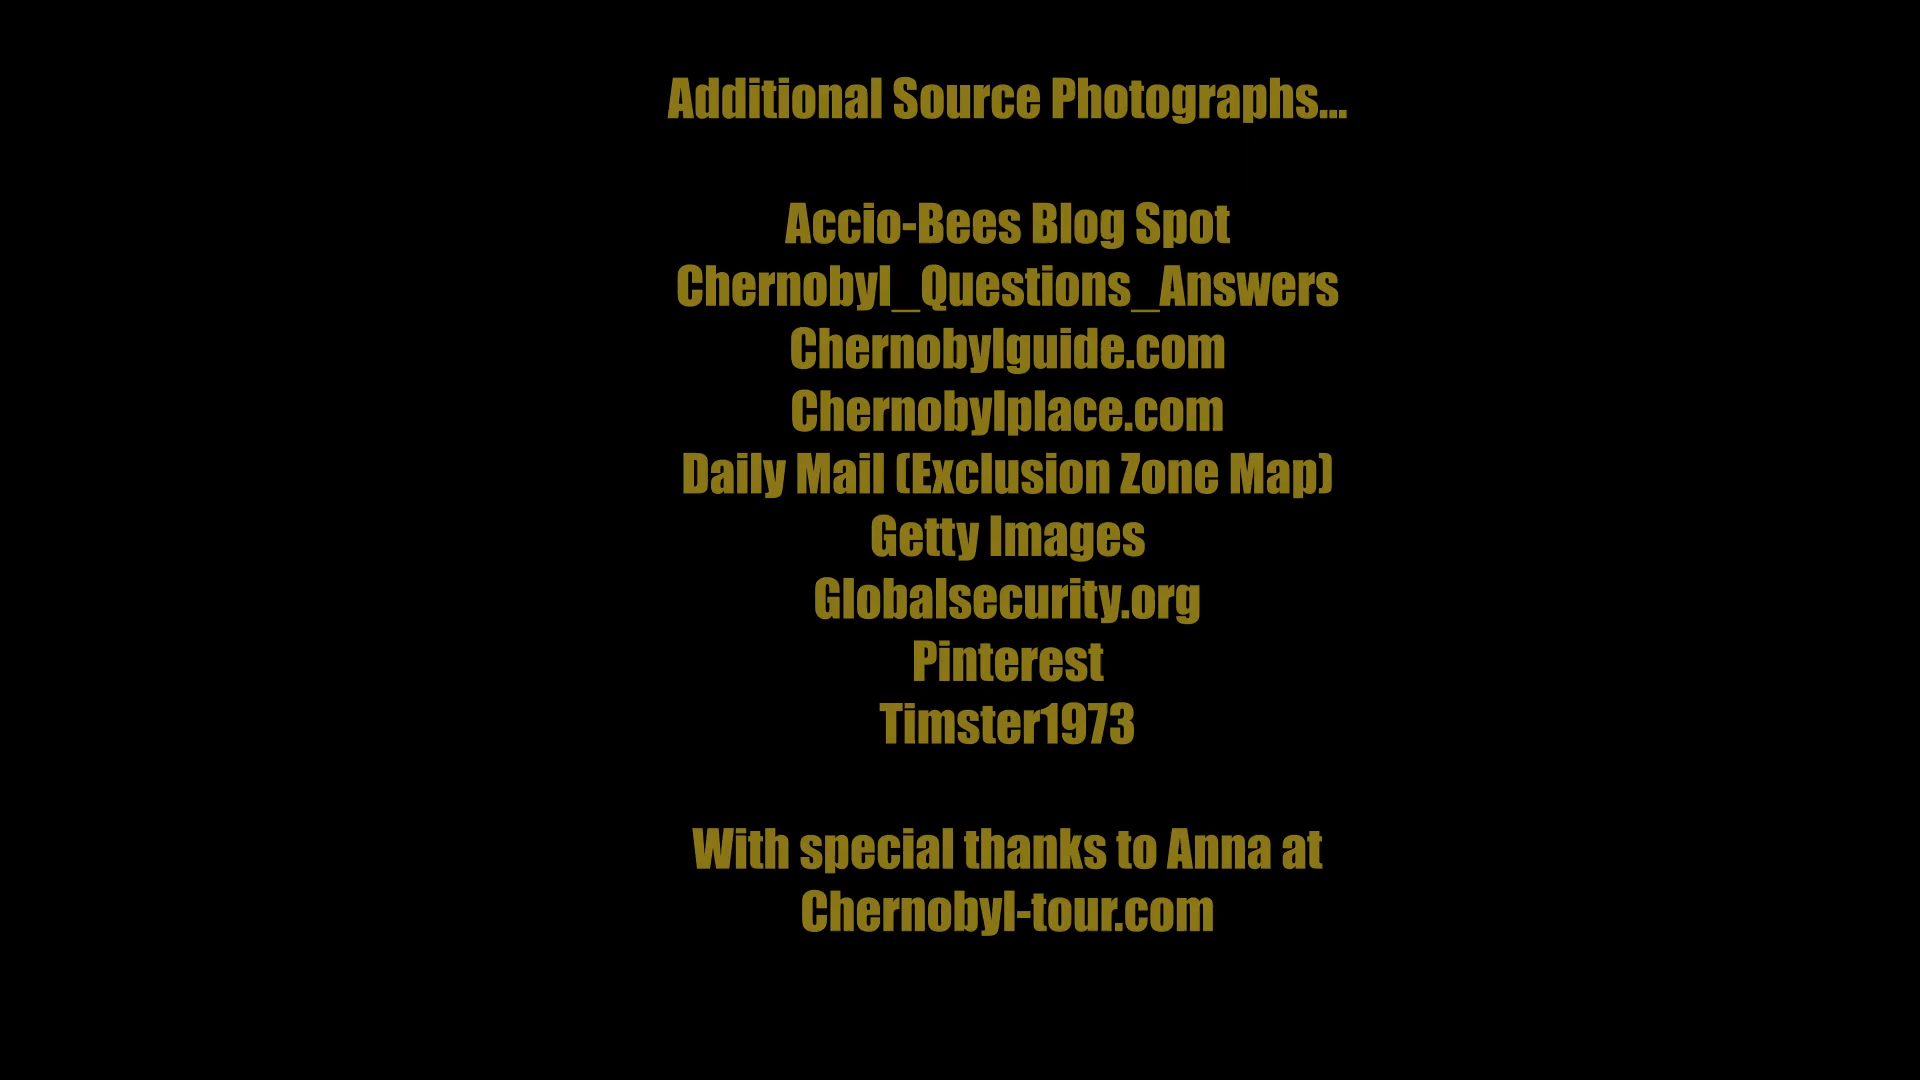 Additional Source Photographs...
Accio-Bees Blog Spot
Chernobyl_Questions_Answers
Chernobylguide.com
Chernobylplace.com
Daily Mail (Exclusion Zone Map)
Getty Images
Globalsecurity.org
Pinterest
Timster1973
With special thanks to Anna at
Chernobyl-tour.com